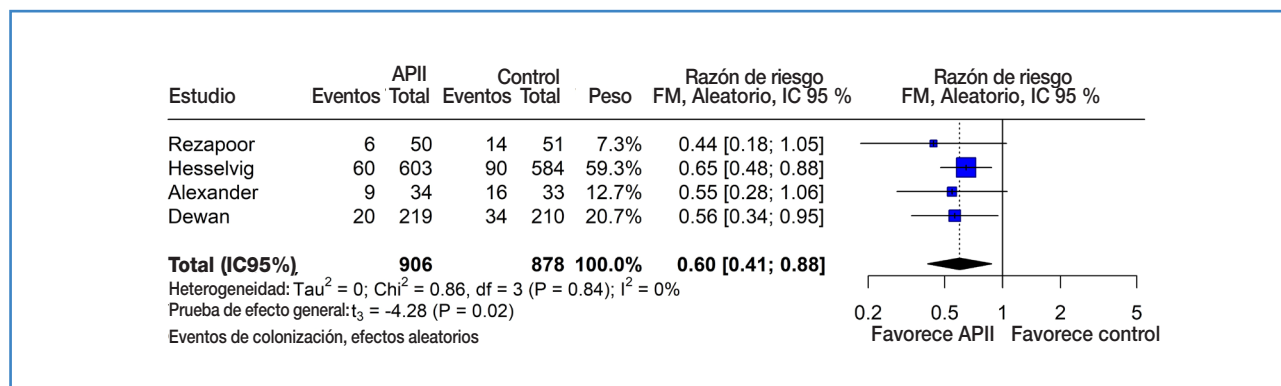 APII Control Razón de riesgo Razón de riesgo
Estudio Eventos Total Eventos Total Peso FM, Aleatorio, IC 95 % FM, Aleatorio, IC 95 %
Rezapoor 6 50 14 51 7.3% 0.44 [0.18; 1.05]
Hesselvig 60 603 90 584 59.3% 0.65 [0.48; 0.88]
Alexander 9 34 16 33 12.7% 0.55 [0.28; 1.06]
Dewan 20 219 34 210 20.7% 0.56 [0.34; 0.95]
Total (IC95%) 906 878 100.0% 0.60 [0.41; 0.88]
Heterogeneidad: Tau² = 0; Chi² = 0.86, df = 3 (P = 0.84); I² = 0%
Prueba de efecto general: t₃ = -4.28 (P = 0.02)
Eventos de colonización, efectos aleatorios
0.2 0.5 1 2 5
Favorece APII Favorece control